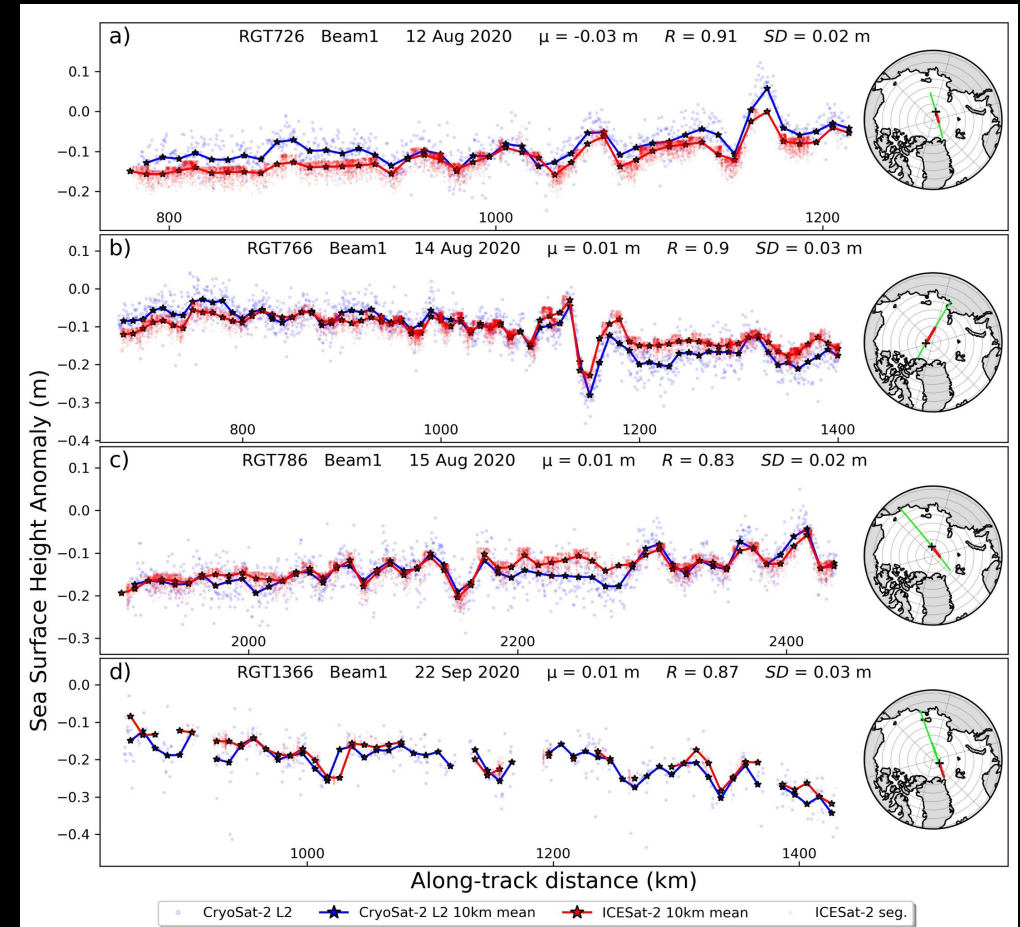 a) RGT726 Beam1 12 Aug 2020 μ = -0.03 m R = 0.91 SD = 0.02 m
0.1
0.0
−0.1
−0.2
800 1000 1200
b) RGT766 Beam1 14 Aug 2020 μ = 0.01 m R = 0.9 SD = 0.03 m
0.1
0.0
−0.1
−0.2
−0.3
−0.4
800 1000 1200 1400
c) RGT786 Beam1 15 Aug 2020 μ = 0.01 m R = 0.83 SD = 0.02 m
0.1
0.0
−0.1
−0.2
−0.3
2000 2200 2400
d) RGT1366 Beam1 22 Sep 2020 μ = 0.01 m R = 0.87 SD = 0.03 m
0.0
−0.1
−0.2
−0.3
−0.4
1000 1200 1400
Sea Surface Height Anomaly (m)
Along-track distance (km)
CryoSat-2 L2 CryoSat-2 L2 10km mean ICESat-2 10km mean ICESat-2 seg.